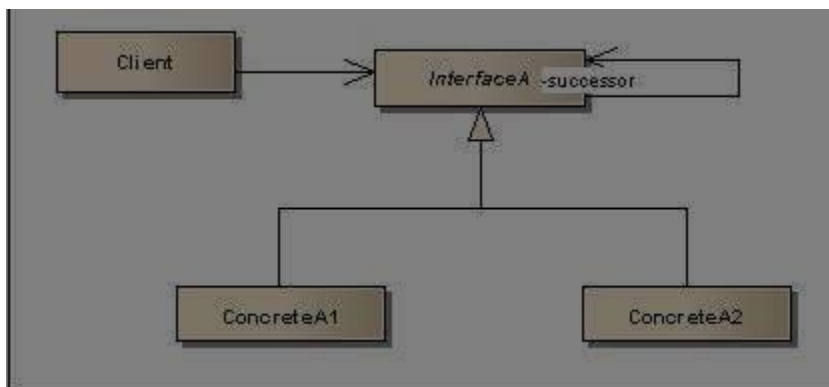 Client
InterfaceA
-successor
ConcreteA1
ConcreteA2